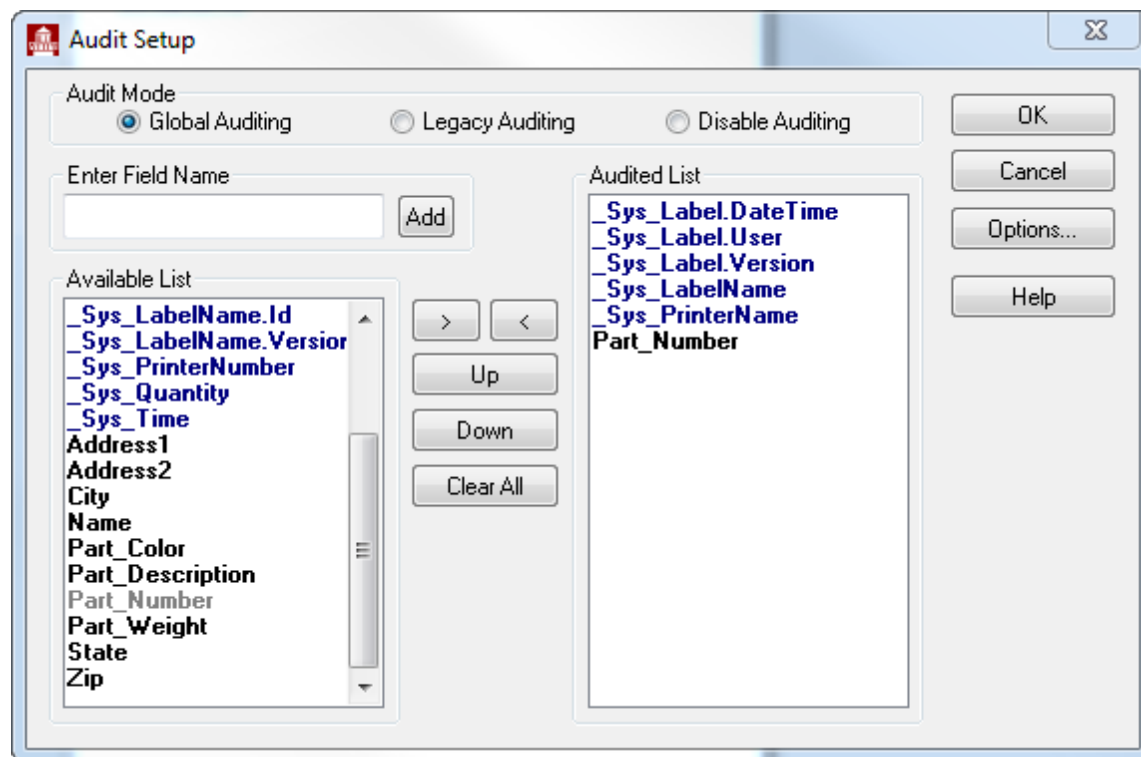 Audit Setup
Audit Mode
Global Auditing
Legacy Auditing
Disable Auditing
OK
Cancel
Options...
Help
Enter Field Name
Add
Available List
_Sys_LabelName.Id
_Sys_LabelName.Version
_Sys_PrinterNumber
_Sys_Quantity
_Sys_Time
Address1
Address2
City
Name
Part_Color
Part_Description
Part_Number
Part_Weight
State
Zip
>
<
Up
Down
Clear All
Audited List
_Sys_Label.DateTime
_Sys_Label.User
_Sys_Label.Version
_Sys_LabelName
_Sys_PrinterName
Part_Number